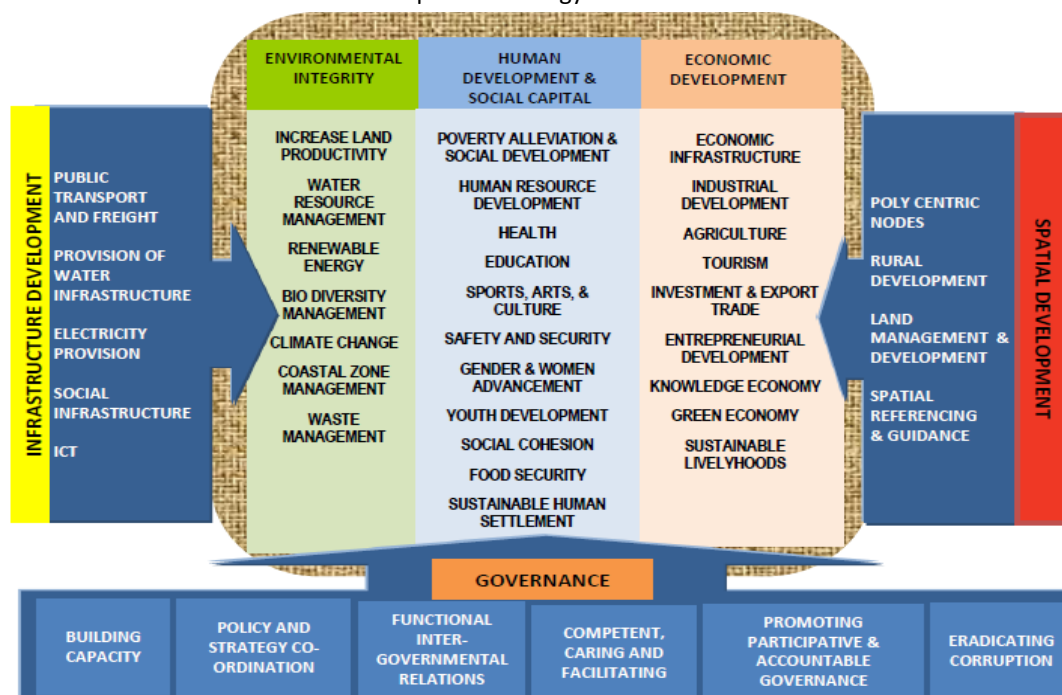 ENVIRONMENTAL
INTEGRITY
HUMAN
DEVELOPMENT &
SOCIAL CAPITAL
ECONOMIC
DEVELOPMENT
INFRASTRUCTURE DEVELOPMENT
PUBLIC
TRANSPORT
AND FREIGHT
PROVISION OF
WATER
INFRASTRUCTURE
ELECTRICITY
PROVISION
SOCIAL
INFRASTRUCTURE
ICT
INCREASE LAND
PRODUCTIVITY
WATER
RESOURCE
MANAGEMENT
RENEWABLE
ENERGY
BIO DIVERSITY
MANAGEMENT
CLIMATE CHANGE
COASTAL ZONE
MANAGEMENT
WASTE
MANAGEMENT
POVERTY ALLEVIATION &
SOCIAL DEVELOPMENT
HUMAN RESOURCE
DEVELOPMENT
HEALTH
EDUCATION
SPORTS, ARTS, &
CULTURE
SAFETY AND SECURITY
GENDER & WOMEN
ADVANCEMENT
YOUTH DEVELOPMENT
SOCIAL COHESION
FOOD SECURITY
SUSTAINABLE HUMAN
SETTLEMENT
ECONOMIC
INFRASTRUCTURE
INDUSTRIAL
DEVELOPMENT
AGRICULTURE
TOURISM
INVESTMENT & EXPORT
TRADE
ENTREPRENEURIAL
DEVELOPMENT
KNOWLEDGE ECONOMY
GREEN ECONOMY
SUSTAINABLE
LIVELYHOODS
POLY CENTRIC
NODES
RURAL
DEVELOPMENT
LAND
MANAGEMENT &
DEVELOPMENT
SPATIAL
REFERENCING
& GUIDANCE
SPATIAL DEVELOPMENT
GOVERNANCE
BUILDING
CAPACITY
POLICY AND
STRATEGY CO-
ORDINATION
FUNCTIONAL
INTER-
GOVERNMENTAL
RELATIONS
COMPETENT,
CARING AND
FACILITATING
PROMOTING
PARTICIPATIVE &
ACCOUNTABLE
GOVERNANCE
ERADICATING
CORRUPTION